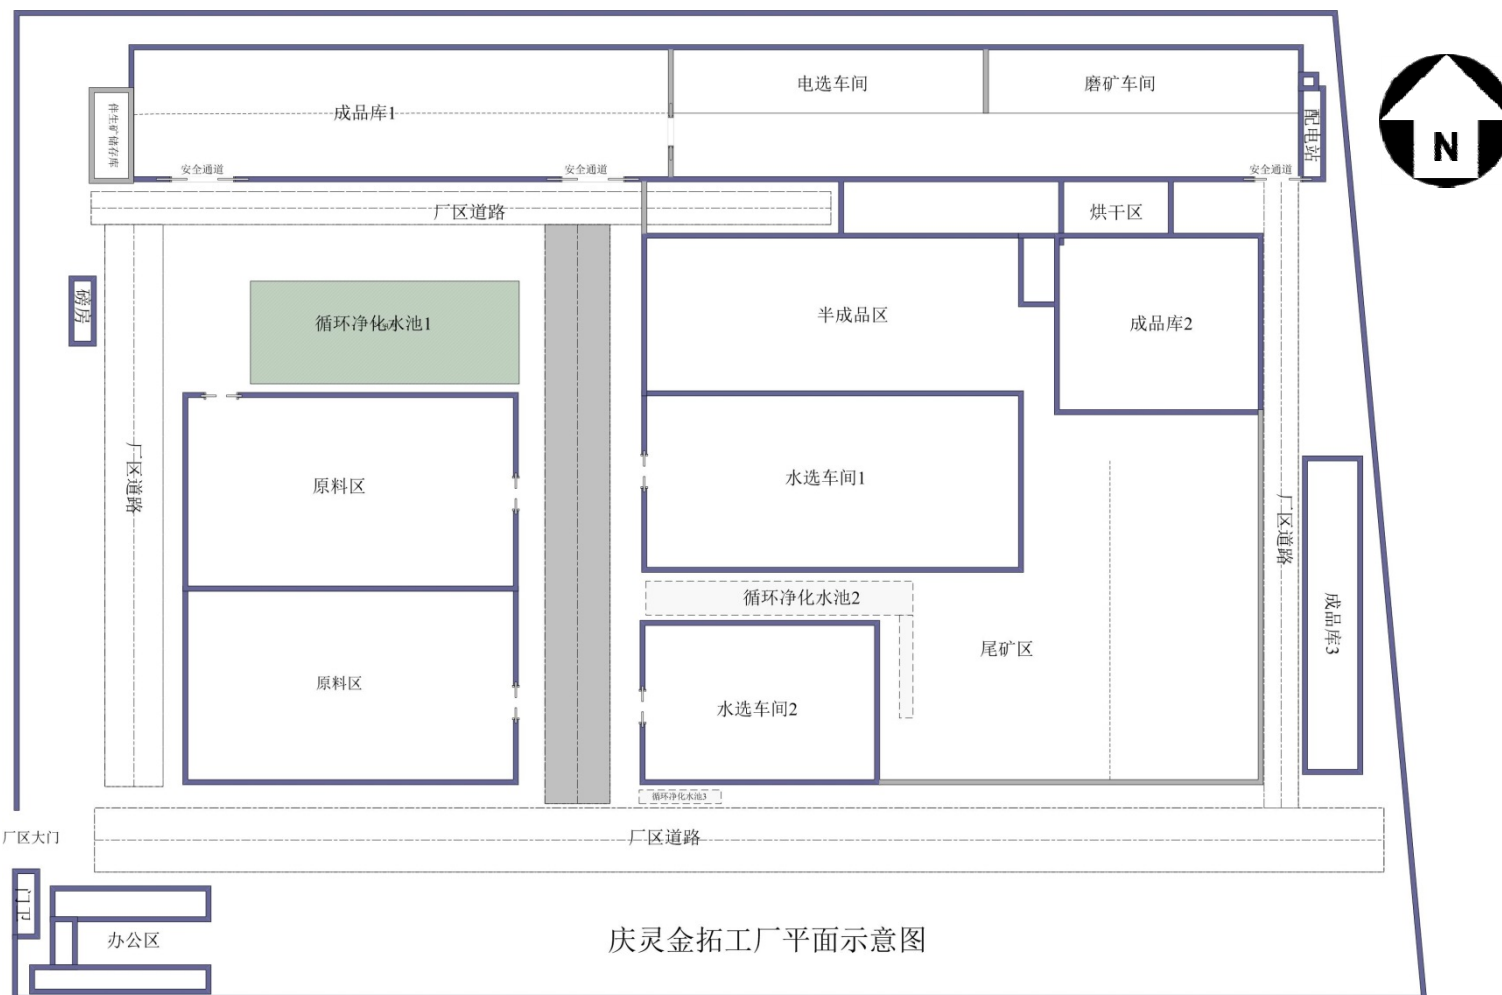 电选车间
磨矿车间
成品库1
伴生矿储存库
配电站
N
安全通道
安全通道
安全通道
厂区道路
烘干区
磅房
循环净化水池1
半成品区
成品库2
厂区道路
原料区
水选车间1
厂区道路
循环净化水池2
成品库3
尾矿区
原料区
水选车间2
循环净化水池3
厂区大门
厂区道路
门卫
办公区
庆灵金拓工厂平面示意图